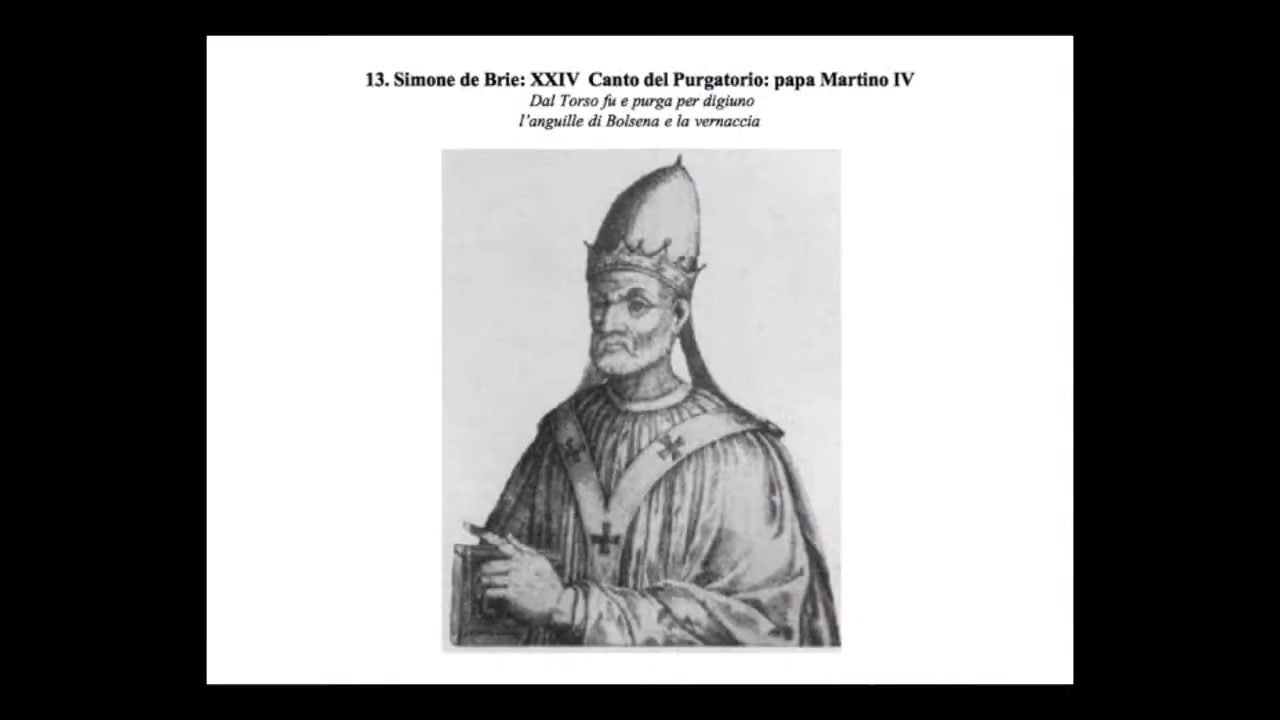 13. Simone de Brie: XXIV Canto del Purgatorio: papa Martino IV
Dal Torso fu e purga per digiuno
l'anguille di Bolsena e la vernaccia